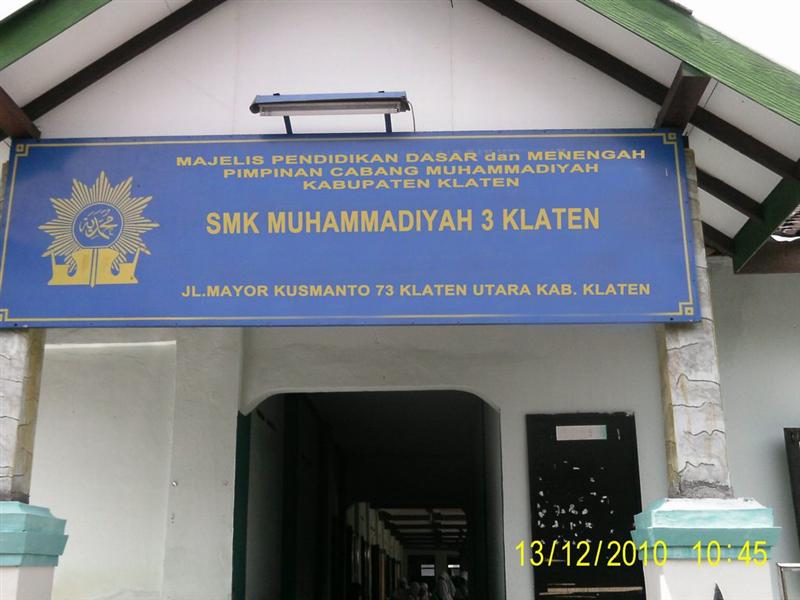 MAJELIS PENDIDIKAN DASAR dan MENENGAH
PIMPINAN CABANG MUHAMMADIYAH
KABUPATEN KLATEN
SMK MUHAMMADIYAH 3 KLATEN
JL.MAYOR KUSMANTO 73 KLATEN UTARA KAB. KLATEN
محمدية
13/12/2010 10:45